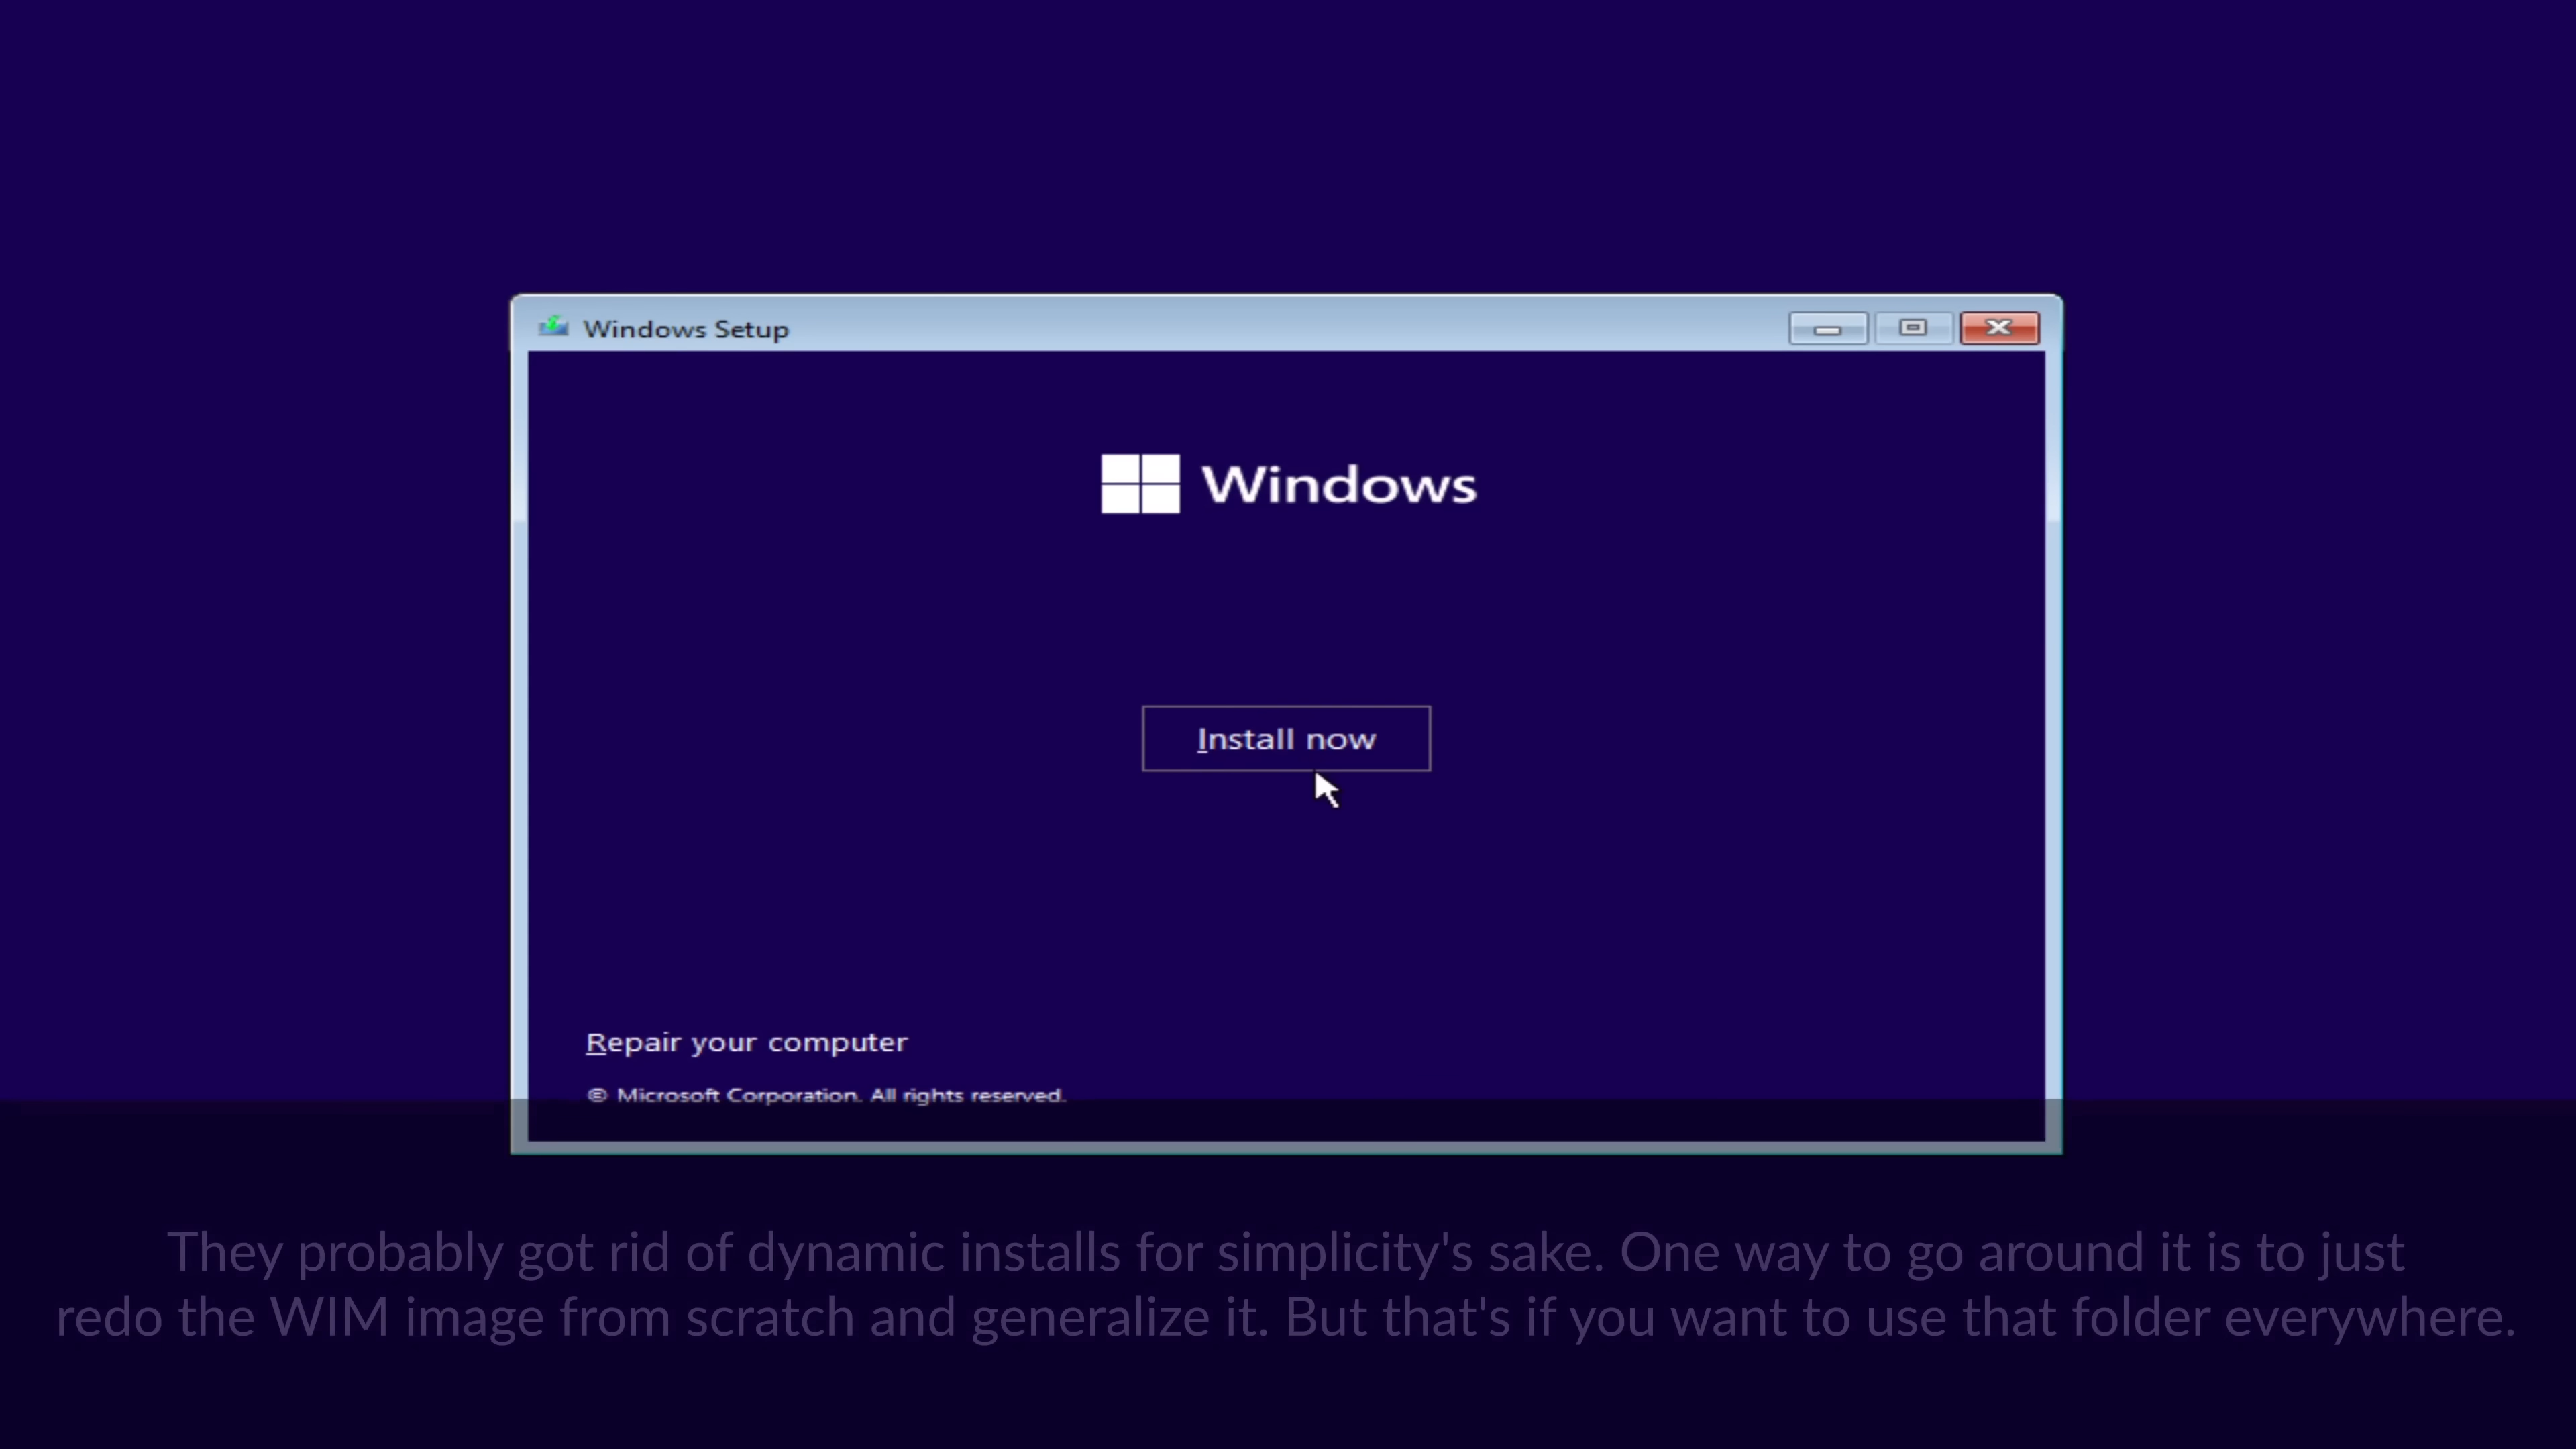 Windows Setup
Windows
Install now
Repair your computer
© Microsoft Corporation. All rights reserved.
They probably got rid of dynamic installs for simplicity's sake. One way to go around it is to just
redo the WIM image from scratch and generalize it. But that's if you want to use that folder everywhere.